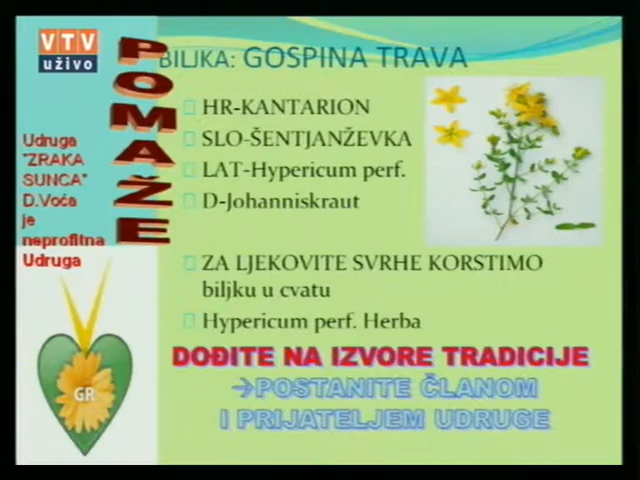 VTV
uživo
POMAŽE
BILJKA: GOSPINA TRAVA
HR-KANTARION
SLO-ŠENTJANŽEVKA
LAT-Hypericum perf.
D-Johanniskraut
Udruga
"ZRAKA
SUNCA"
D.Voća
je
neprofitna
Udruga
ZA LJEKOVITE SVRHE KORSTIMO
biljku u cvatu
Hypericum perf. Herba
GR
DOĐITE NA IZVORE TRADICIJE
→POSTANITE ČLANOM
I PRIJATELJEM UDRUGE